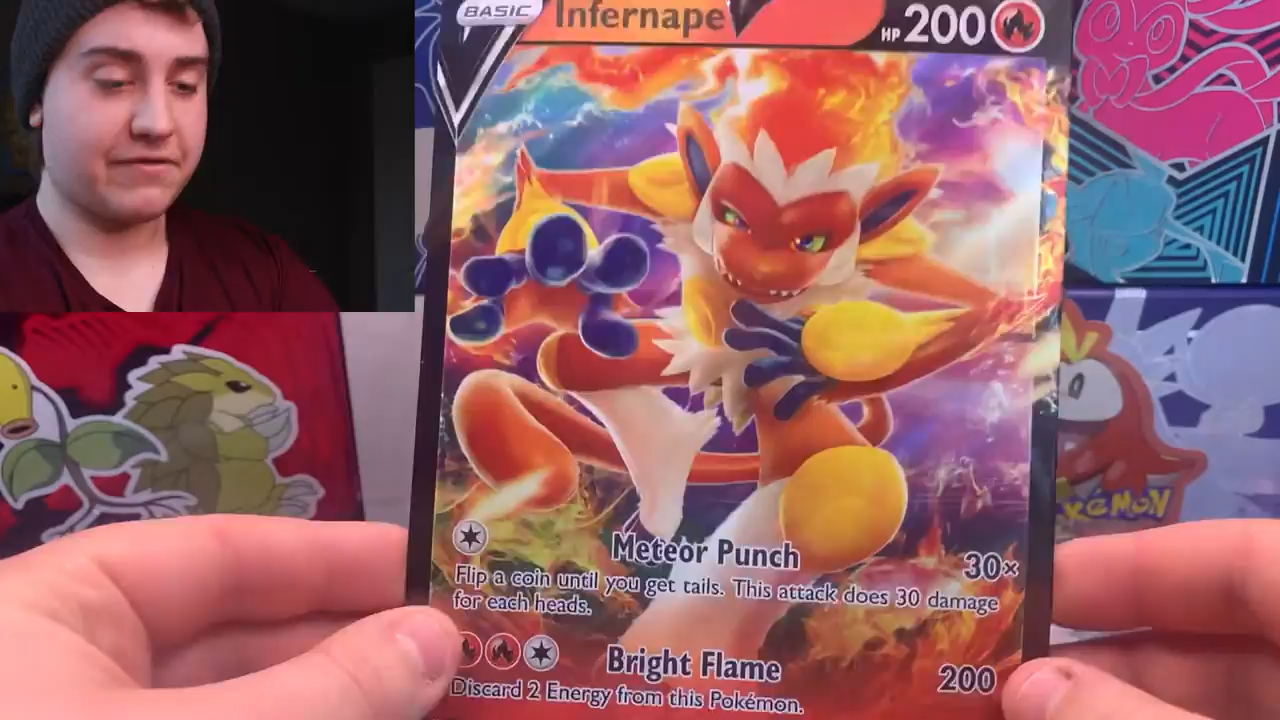 BASIC
Infernape
HP 200
Meteor Punch
30×
Flip a coin until you get tails. This attack does 30 damage
for each heads.
Bright Flame
200
Discard 2 Energy from this Pokémon.
POKéMON